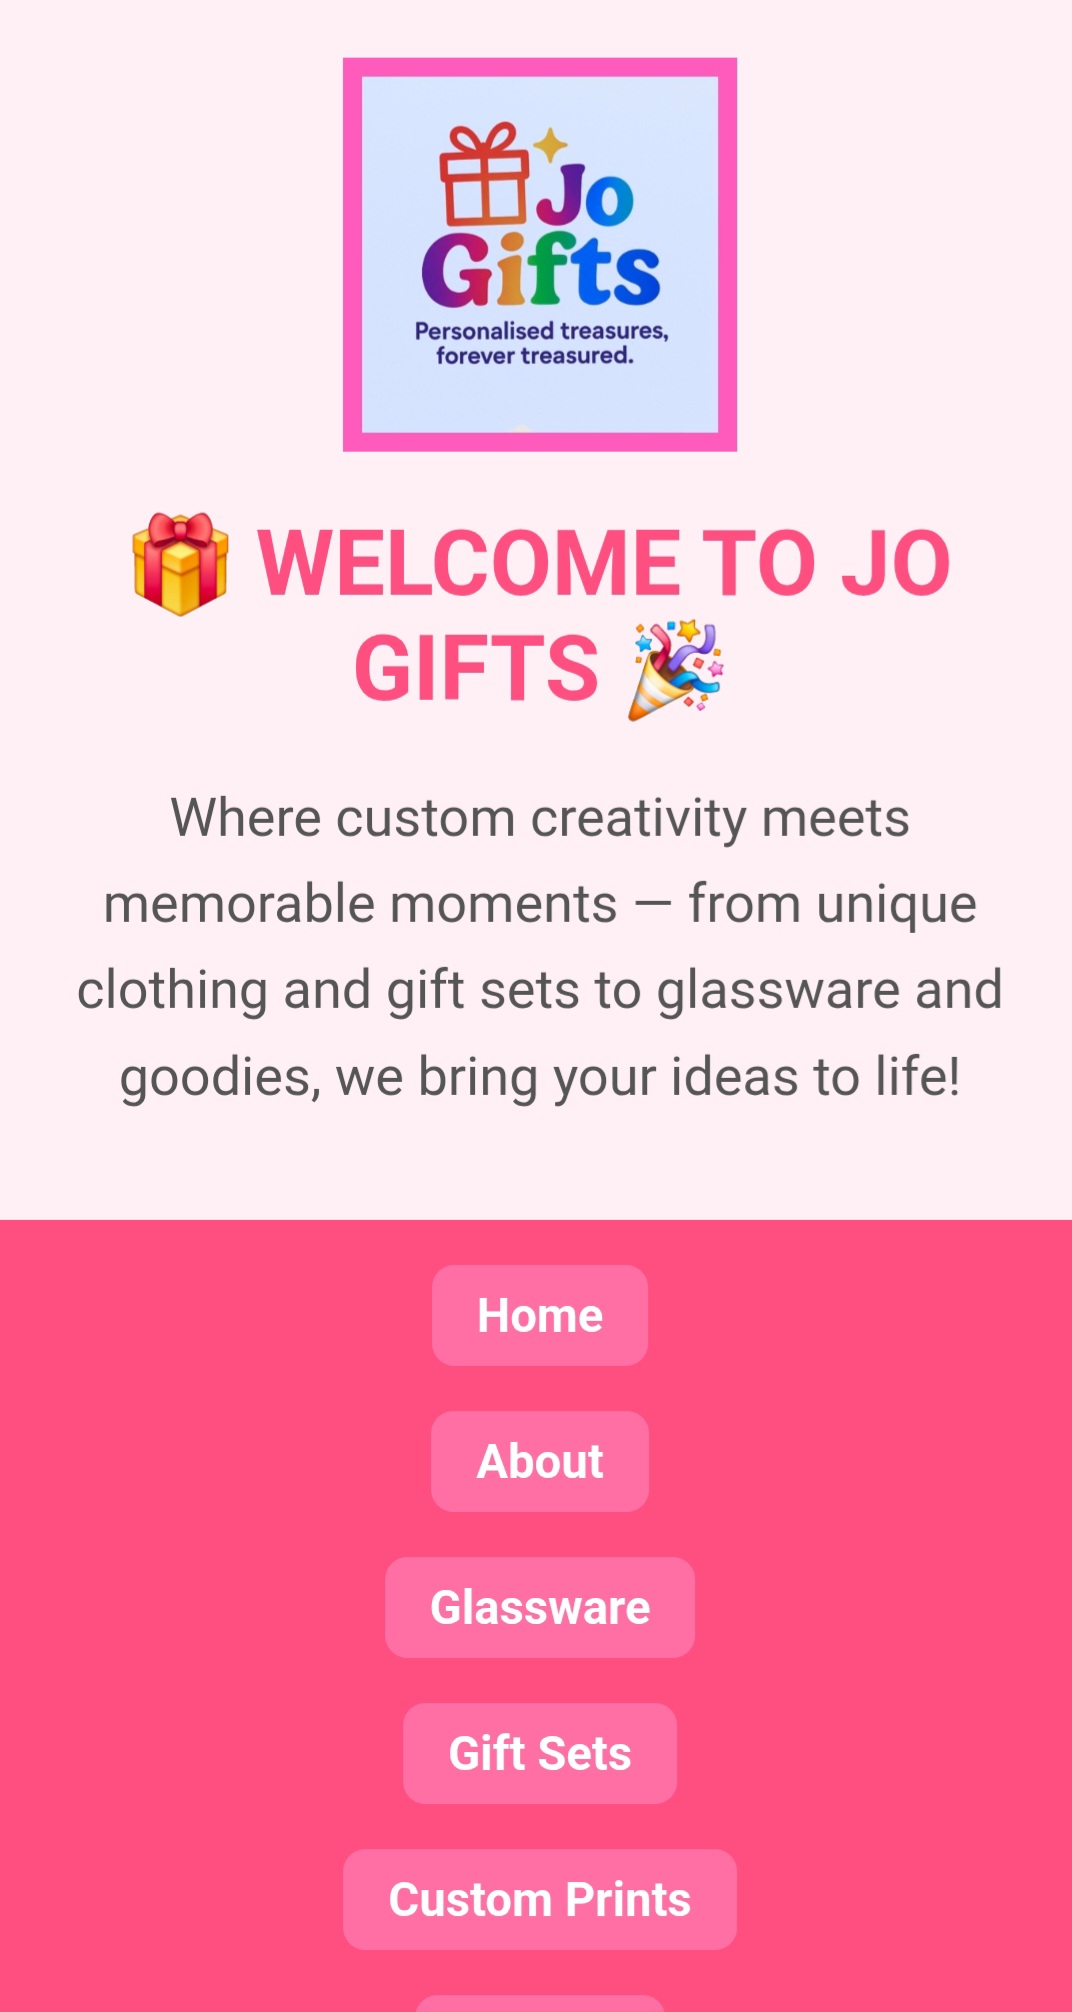 Jo
Gifts
Personalised treasures,
forever treasured.
🎁 WELCOME TO JO
GIFTS 🎉
Where custom creativity meets
memorable moments — from unique
clothing and gift sets to glassware and
goodies, we bring your ideas to life!
Home
About
Glassware
Gift Sets
Custom Prints